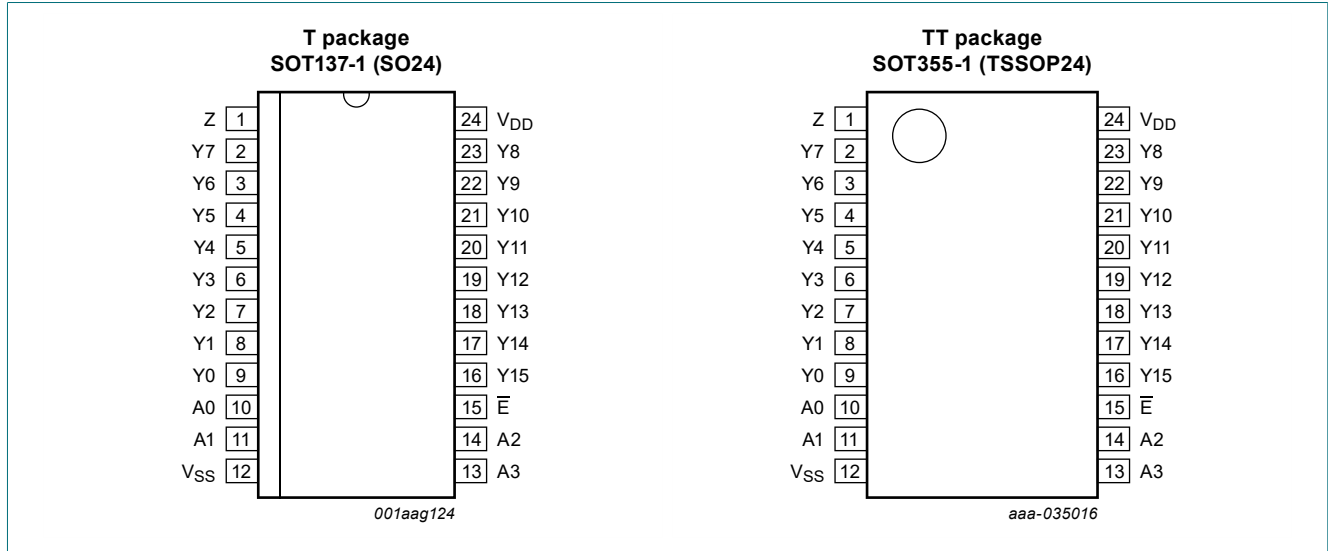 T package
SOT137-1 (SO24)
Z 1 24 VDD
Y7 2 23 Y8
Y6 3 22 Y9
Y5 4 21 Y10
Y4 5 20 Y11
Y3 6 19 Y12
Y2 7 18 Y13
Y1 8 17 Y14
Y0 9 16 Y15
A0 10 15 E̅
A1 11 14 A2
VSS 12 13 A3
001aag124
TT package
SOT355-1 (TSSOP24)
Z 1 24 VDD
Y7 2 23 Y8
Y6 3 22 Y9
Y5 4 21 Y10
Y4 5 20 Y11
Y3 6 19 Y12
Y2 7 18 Y13
Y1 8 17 Y14
Y0 9 16 Y15
A0 10 15 E̅
A1 11 14 A2
VSS 12 13 A3
aaa-035016